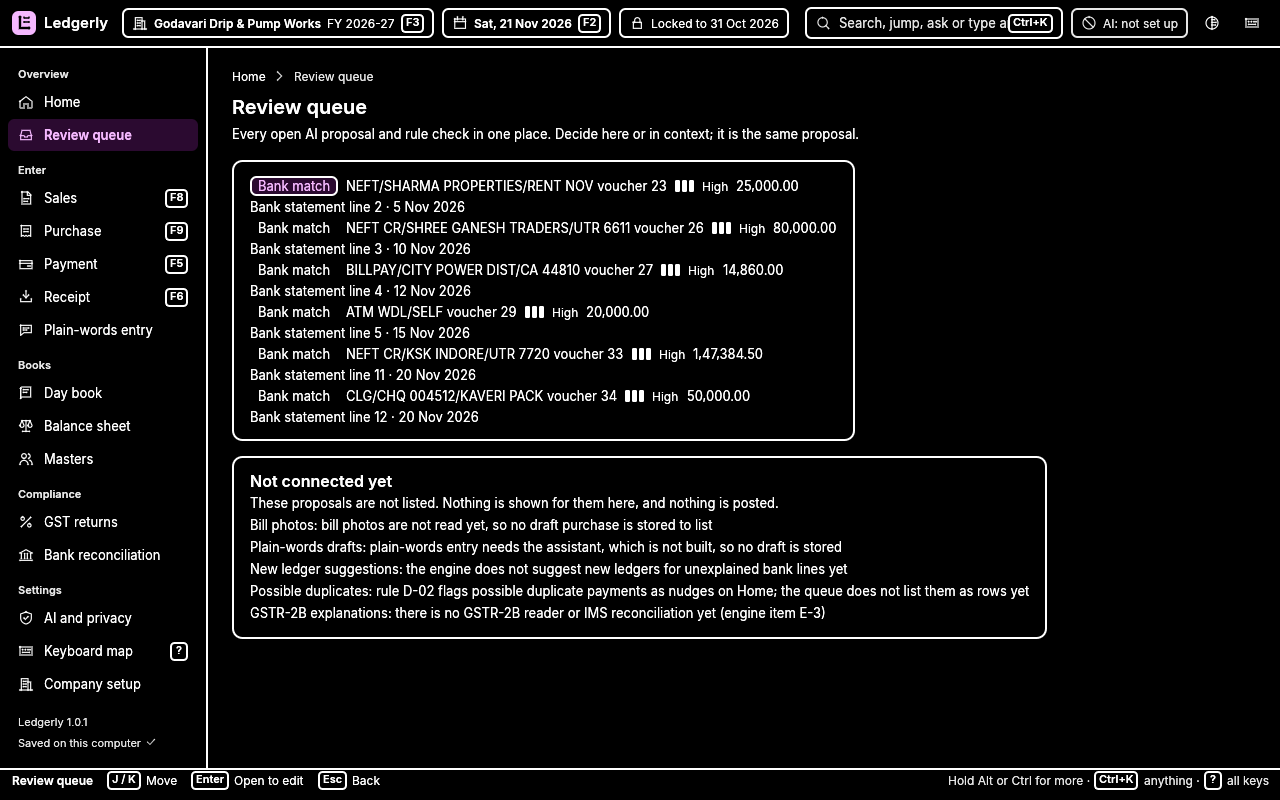 Ledgerly
Godavari Drip & Pump Works FY 2026-27 F3
Sat, 21 Nov 2026 F2
Locked to 31 Oct 2026
Search, jump, ask or type a Ctrl+K
AI: not set up
Overview
Home
Review queue
Enter
Sales F8
Purchase F9
Payment F5
Receipt F6
Plain-words entry
Books
Day book
Balance sheet
Masters
Compliance
GST returns
Bank reconciliation
Settings
AI and privacy
Keyboard map ?
Company setup
Ledgerly 1.0.1
Saved on this computer
Home > Review queue
Review queue
Every open AI proposal and rule check in one place. Decide here or in context; it is the same proposal.
Bank match NEFT/SHARMA PROPERTIES/RENT NOV voucher 23 High 25,000.00
Bank statement line 2 · 5 Nov 2026
Bank match NEFT CR/SHREE GANESH TRADERS/UTR 6611 voucher 26 High 80,000.00
Bank statement line 3 · 10 Nov 2026
Bank match BILLPAY/CITY POWER DIST/CA 44810 voucher 27 High 14,860.00
Bank statement line 4 · 12 Nov 2026
Bank match ATM WDL/SELF voucher 29 High 20,000.00
Bank statement line 5 · 15 Nov 2026
Bank match NEFT CR/KSK INDORE/UTR 7720 voucher 33 High 1,47,384.50
Bank statement line 11 · 20 Nov 2026
Bank match CLG/CHQ 004512/KAVERI PACK voucher 34 High 50,000.00
Bank statement line 12 · 20 Nov 2026
Not connected yet
These proposals are not listed. Nothing is shown for them here, and nothing is posted.
Bill photos: bill photos are not read yet, so no draft purchase is stored to list
Plain-words drafts: plain-words entry needs the assistant, which is not built, so no draft is stored
New ledger suggestions: the engine does not suggest new ledgers for unexplained bank lines yet
Possible duplicates: rule D-02 flags possible duplicate payments as nudges on Home; the queue does not list them as rows yet
GSTR-2B explanations: there is no GSTR-2B reader or IMS reconciliation yet (engine item E-3)
Review queue J / K Move Enter Open to edit Esc Back
Hold Alt or Ctrl for more · Ctrl+K anything · ? all keys